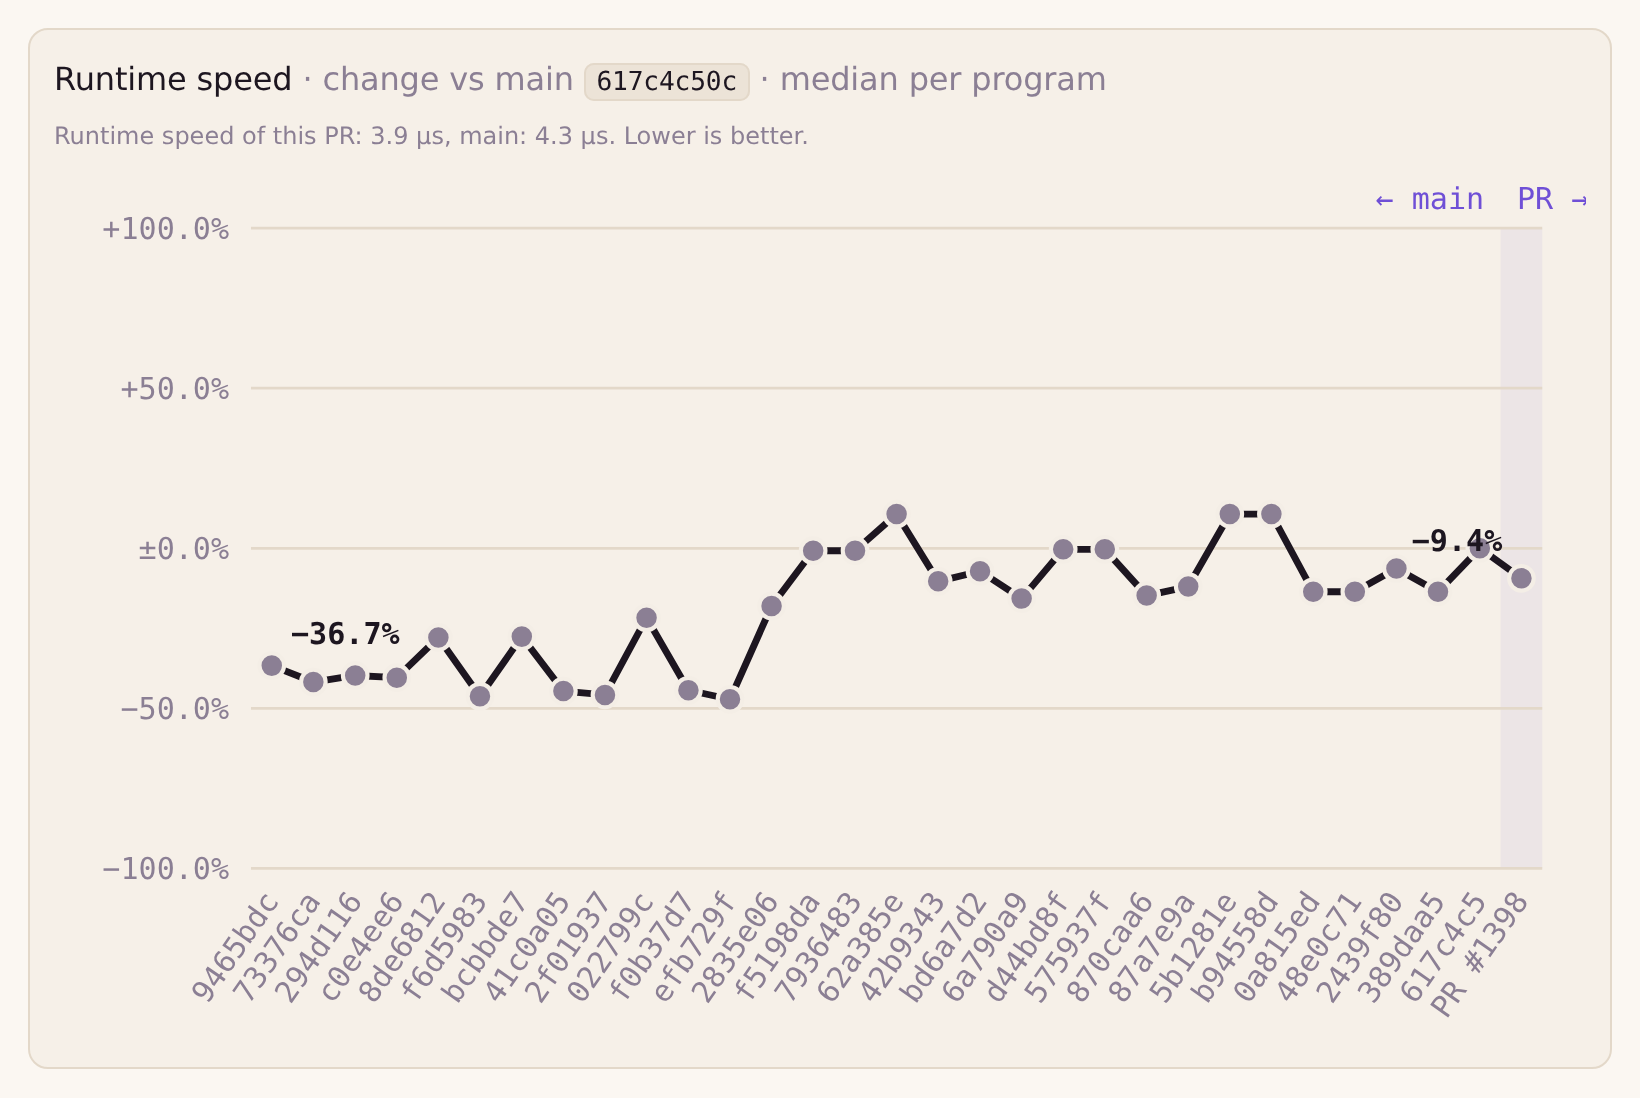 Runtime speed · change vs main 617c4c50c · median per program
Runtime speed of this PR: 3.9 µs, main: 4.3 µs. Lower is better.
← main PR →
+100.0%
+50.0%
±0.0%
−50.0%
−100.0%
−36.7%
−9.4%
9465bdc
73376ca
294d116
c0e4ee6
8de6812
f6d5983
bcbbde7
41c0a05
2f01937
022799c
f0b37d7
efb729f
2835e06
f5198da
7936483
62a385e
42b9343
bd6a7d2
6a790a9
d44bd8f
575937f
870caa6
87a7e9a
5b1281e
b94558d
0a815ed
48e0c71
2439f80
389daa5
617c4c5
PR #1398